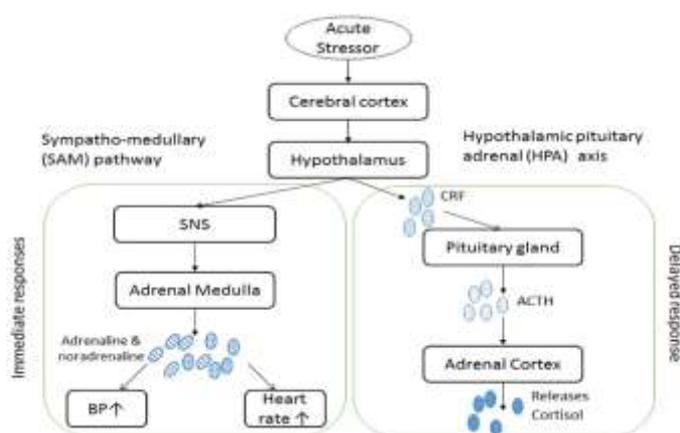 Acute
Stressor
Cerebral cortex
Sympatho-medullary
(SAM) pathway
Hypothalamic pituitary
adrenal (HPA) axis
Hypothalamus
CRF
SNS
Pituitary gland
Immediate responses
Delayed response
Adrenal Medulla
ACTH
Adrenaline &
noradrenaline
Adrenal Cortex
BP↑
Heart
rate ↑
Releases
Cortisol